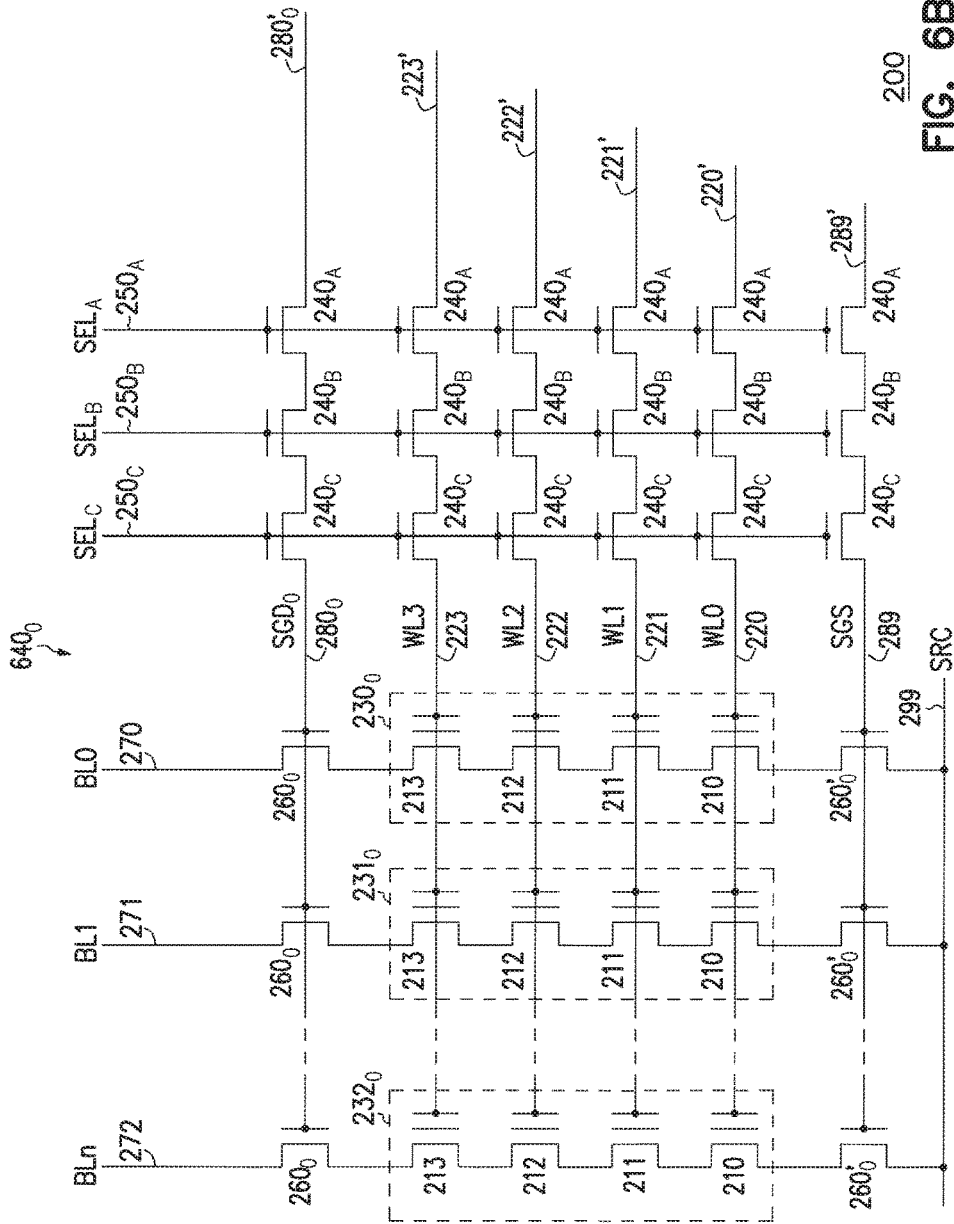 640₀
BLn
BL1
BL0
SEL_C
SEL_B
SEL_A
272
271
270
250_C
250_B
250_A
SGD₀
280₀
280'₀
260₀
260₀
260₀
240_C
240_B
240_A
232₀
231₀
230₀
WL3
223
223'
213
213
213
240_C
240_B
240_A
WL2
222
222'
212
212
212
240_C
240_B
240_A
WL1
221
221'
211
211
211
240_C
240_B
240_A
WL0
220
220'
210
210
210
240_C
240_B
240_A
SGS
289
289'
260'₀
260'₀
260'₀
240_C
240_B
240_A
299
SRC
200
FIG. 6B